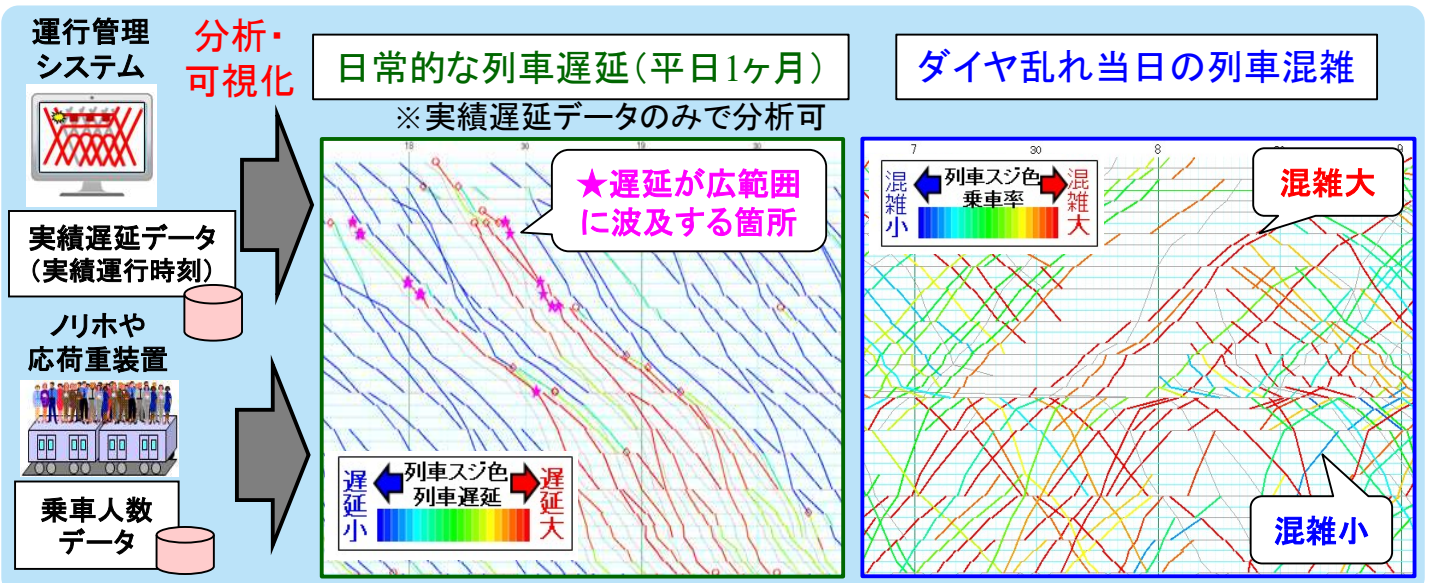 運行管理
システム
分析・
可視化
日常的な列車遅延(平日1ヶ月)
※実績遅延データのみで分析可
ダイヤ乱れ当日の列車混雑
実績遅延データ
(実績運行時刻)
ノリホや
応荷重装置
乗車人数
データ
18
30
19
30
★遅延が広範囲
に波及する箇所
遅延小
列車スジ色
列車遅延
遅延大
7
30
8
9
混雑小
列車スジ色
乗車率
混雑大
混雑大
混雑小